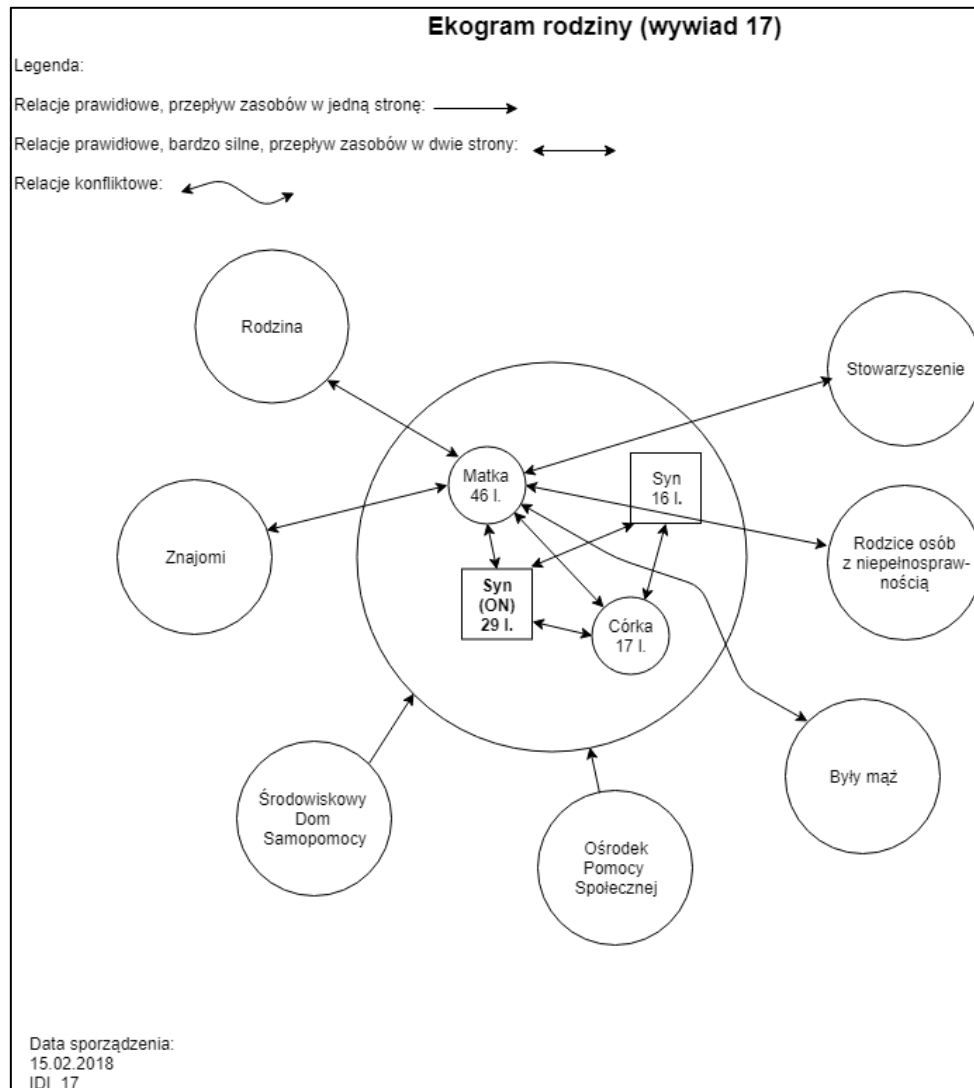 Ekogram rodziny (wywiad 17)
Legenda:
Relacje prawidłowe, przepływ zasobów w jedną stronę:
Relacje prawidłowe, bardzo silne, przepływ zasobów w dwie strony:
Relacje konfliktowe:
Rodzina
Stowarzyszenie
Matka
46 l.
Syn
16 l.
Znajomi
Rodzice osób
z niepełnospraw-
nością
Syn
(ON)
29 l.
Córka
17 l.
Były mąż
Środowiskowy
Dom
Samopomocy
Ośrodek
Pomocy
Społecznej
Data sporządzenia:
15.02.2018
IDI_17